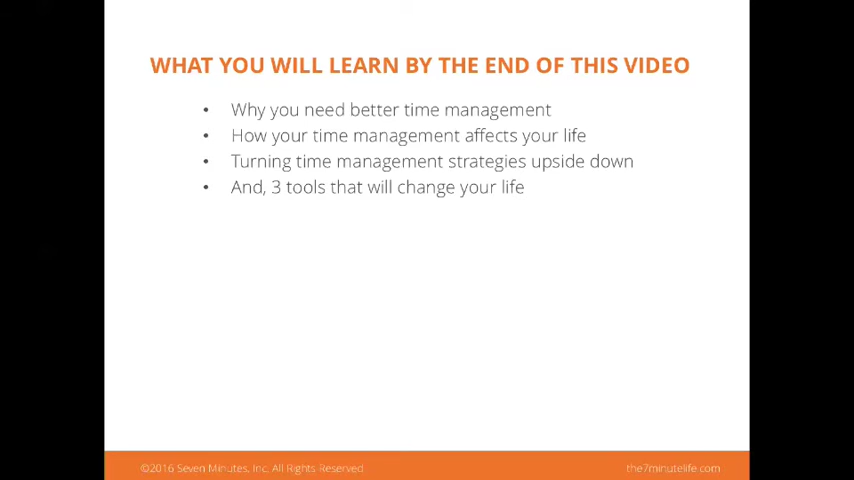 WHAT YOU WILL LEARN BY THE END OF THIS VIDEO
• Why you need better time management
• How your time management affects your life
• Turning time management strategies upside down
• And, 3 tools that will change your life
©2016 Seven Minutes, Inc. All Rights Reserved
the7minutelife.com